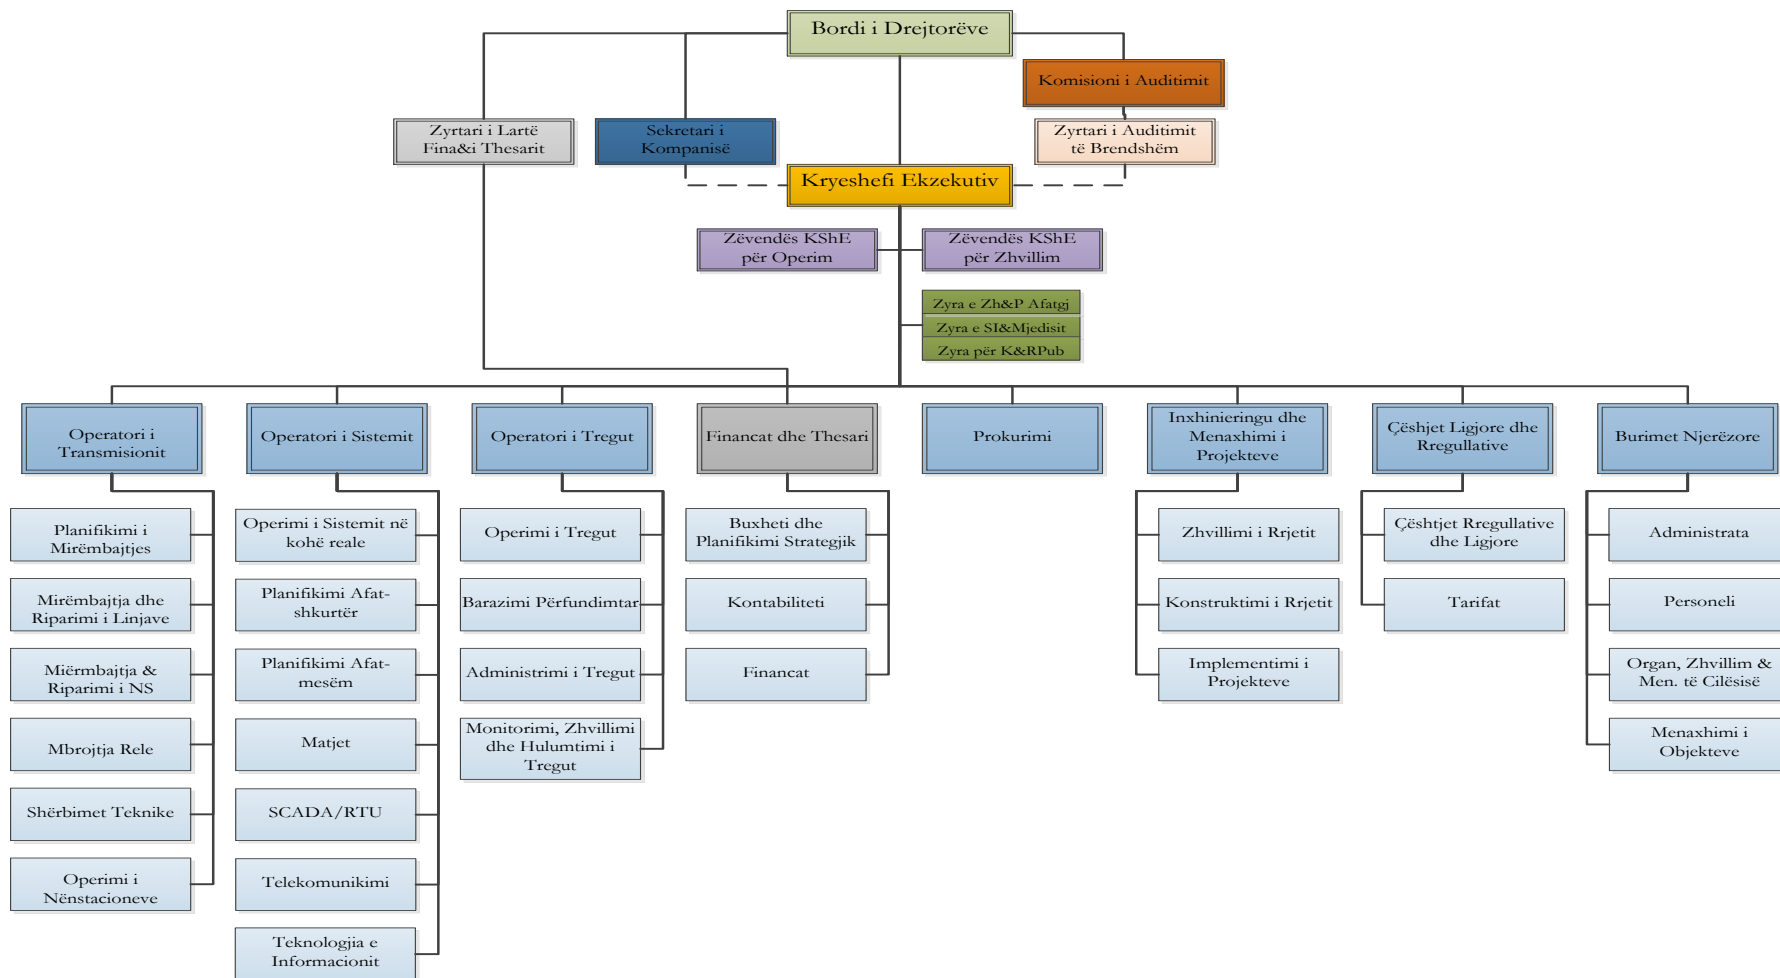 Bordi i Drejtorëve
Komisioni i Auditimit
Zyrtari i Lartë
Fina&i Thesarit
Sekretari i
Kompanisë
Zyrtari i Auditimit
të Brendshëm
Kryeshefi Ekzekutiv
Zëvendës KShE
për Operim
Zëvendës KShE
për Zhvillim
Zyra e Zh&P Afatgj
Zyra e SI&Mjedisit
Zyra për K&RPub
Operatori i
Transmisionit
Operatori i Sistemit
Operatori i Tregut
Financat dhe Thesari
Prokurimi
Inxhinieringu dhe
Menaxhimi i
Projekteve
Çëshjet Ligjore dhe
Rregullative
Burimet Njerëzore
Planifikimi i
Mirëmbajtjes
Mirëmbajtja dhe
Riparimi i Linjave
Miërmbajtja &
Riparimi i NS
Mbrojtja Rele
Shërbimet Teknike
Operimi i
Nënstacioneve
Operimi i Sistemit në
kohë reale
Planifikimi Afat-
shkurtër
Planifikimi Afat-
mesëm
Matjet
SCADA/RTU
Telekomunikimi
Teknologjia e
Informacionit
Operimi i Tregut
Barazimi Përfundimtar
Administrimi i Tregut
Monitorimi, Zhvillimi
dhe Hulumtimi i
Tregut
Buxheti dhe
Planifikimi Strategjik
Kontabiliteti
Financat
Zhvillimi i Rrjetit
Konstruktimi i Rrjetit
Implementimi i
Projekteve
Çështjet Rregullative
dhe Ligjore
Tarifat
Administrata
Personeli
Organ, Zhvillim &
Men. të Cilësisë
Menaxhimi i
Objekteve